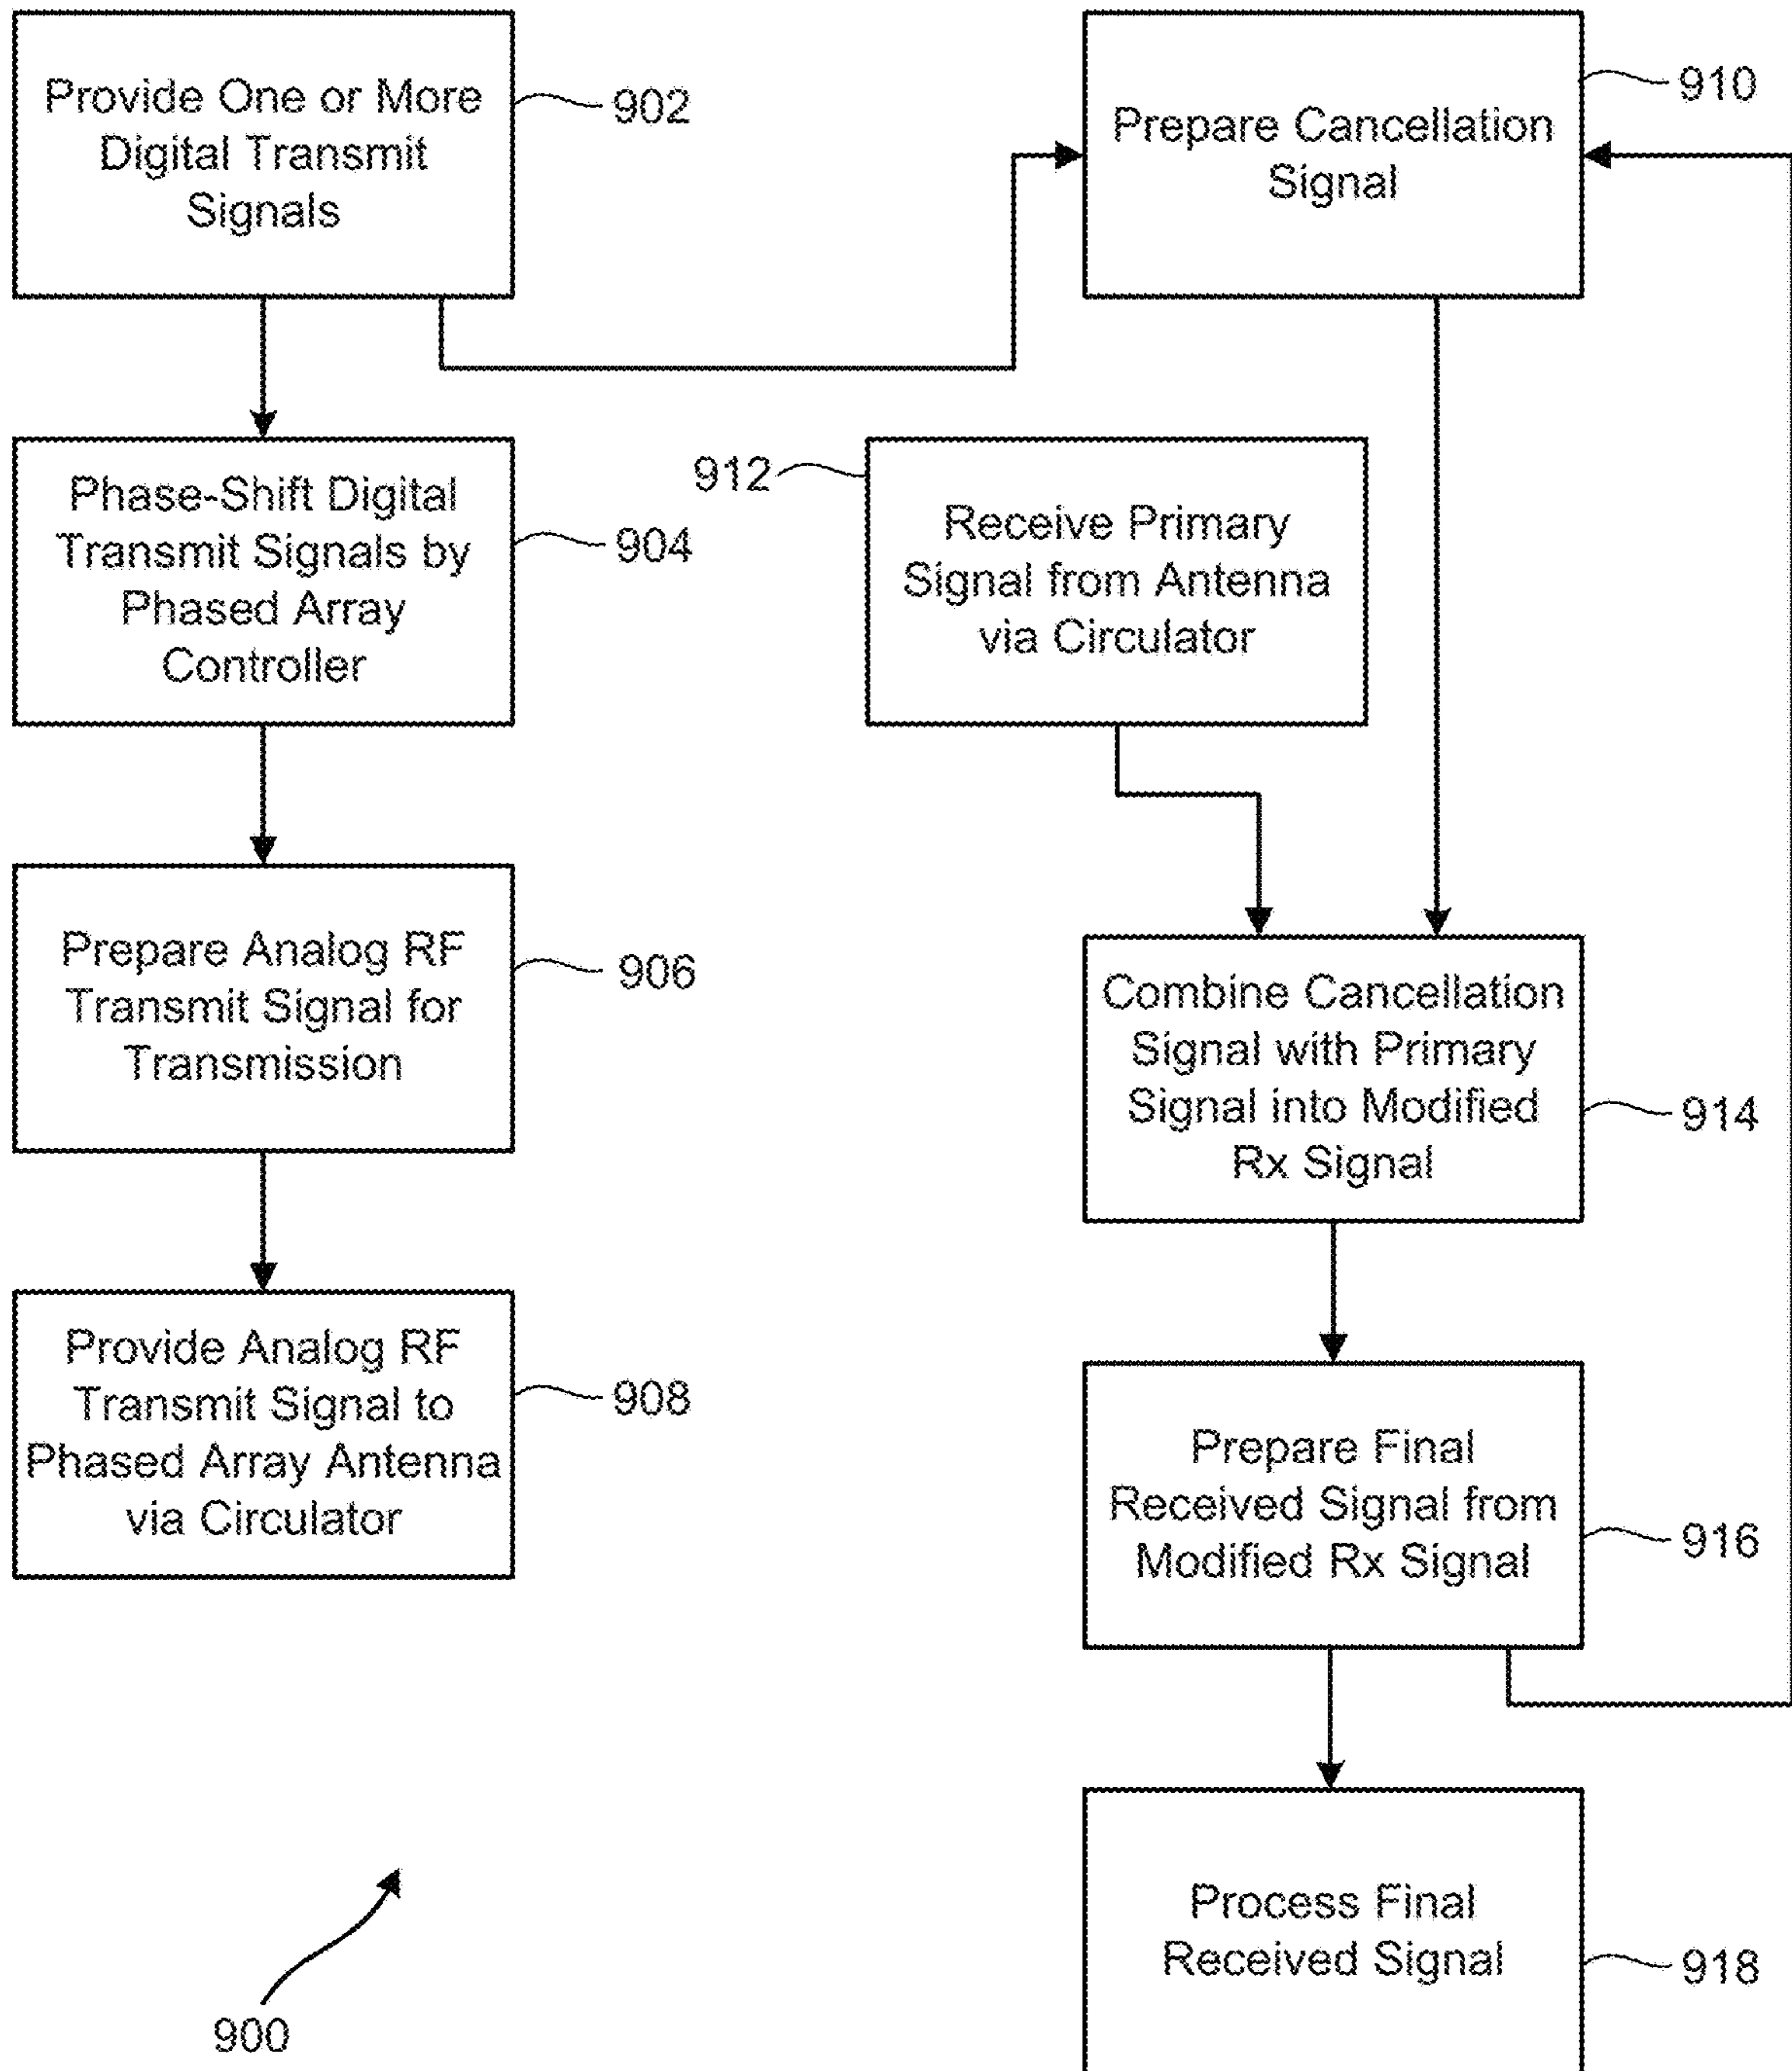 Provide One or More
Digital Transmit
Signals
902
Phase-Shift Digital
Transmit Signals by
Phased Array
Controller
904
Prepare Analog RF
Transmit Signal for
Transmission
906
Provide Analog RF
Transmit Signal to
Phased Array Antenna
via Circulator
908
Prepare Cancellation
Signal
910
912
Receive Primary
Signal from Antenna
via Circulator
Combine Cancellation
Signal with Primary
Signal into Modified
Rx Signal
914
Prepare Final
Received Signal from
Modified Rx Signal
916
Process Final
Received Signal
918
900